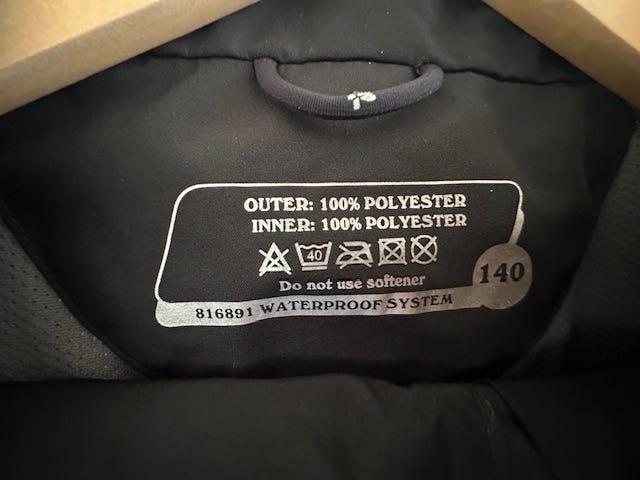 OUTER: 100% POLYESTER
INNER: 100% POLYESTER
40
Do not use softener
140
816891 WATERPROOF SYSTEM